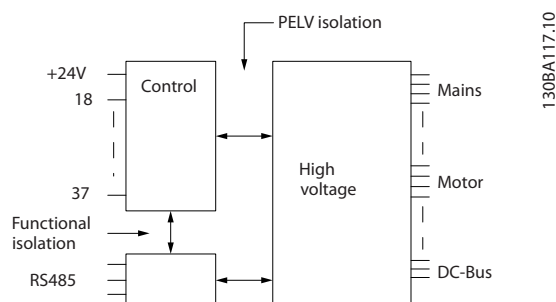 PELV isolation
+24V
Control
18
Mains
High
voltage
Motor
37
Functional
isolation
RS485
DC-Bus
130BA117.10